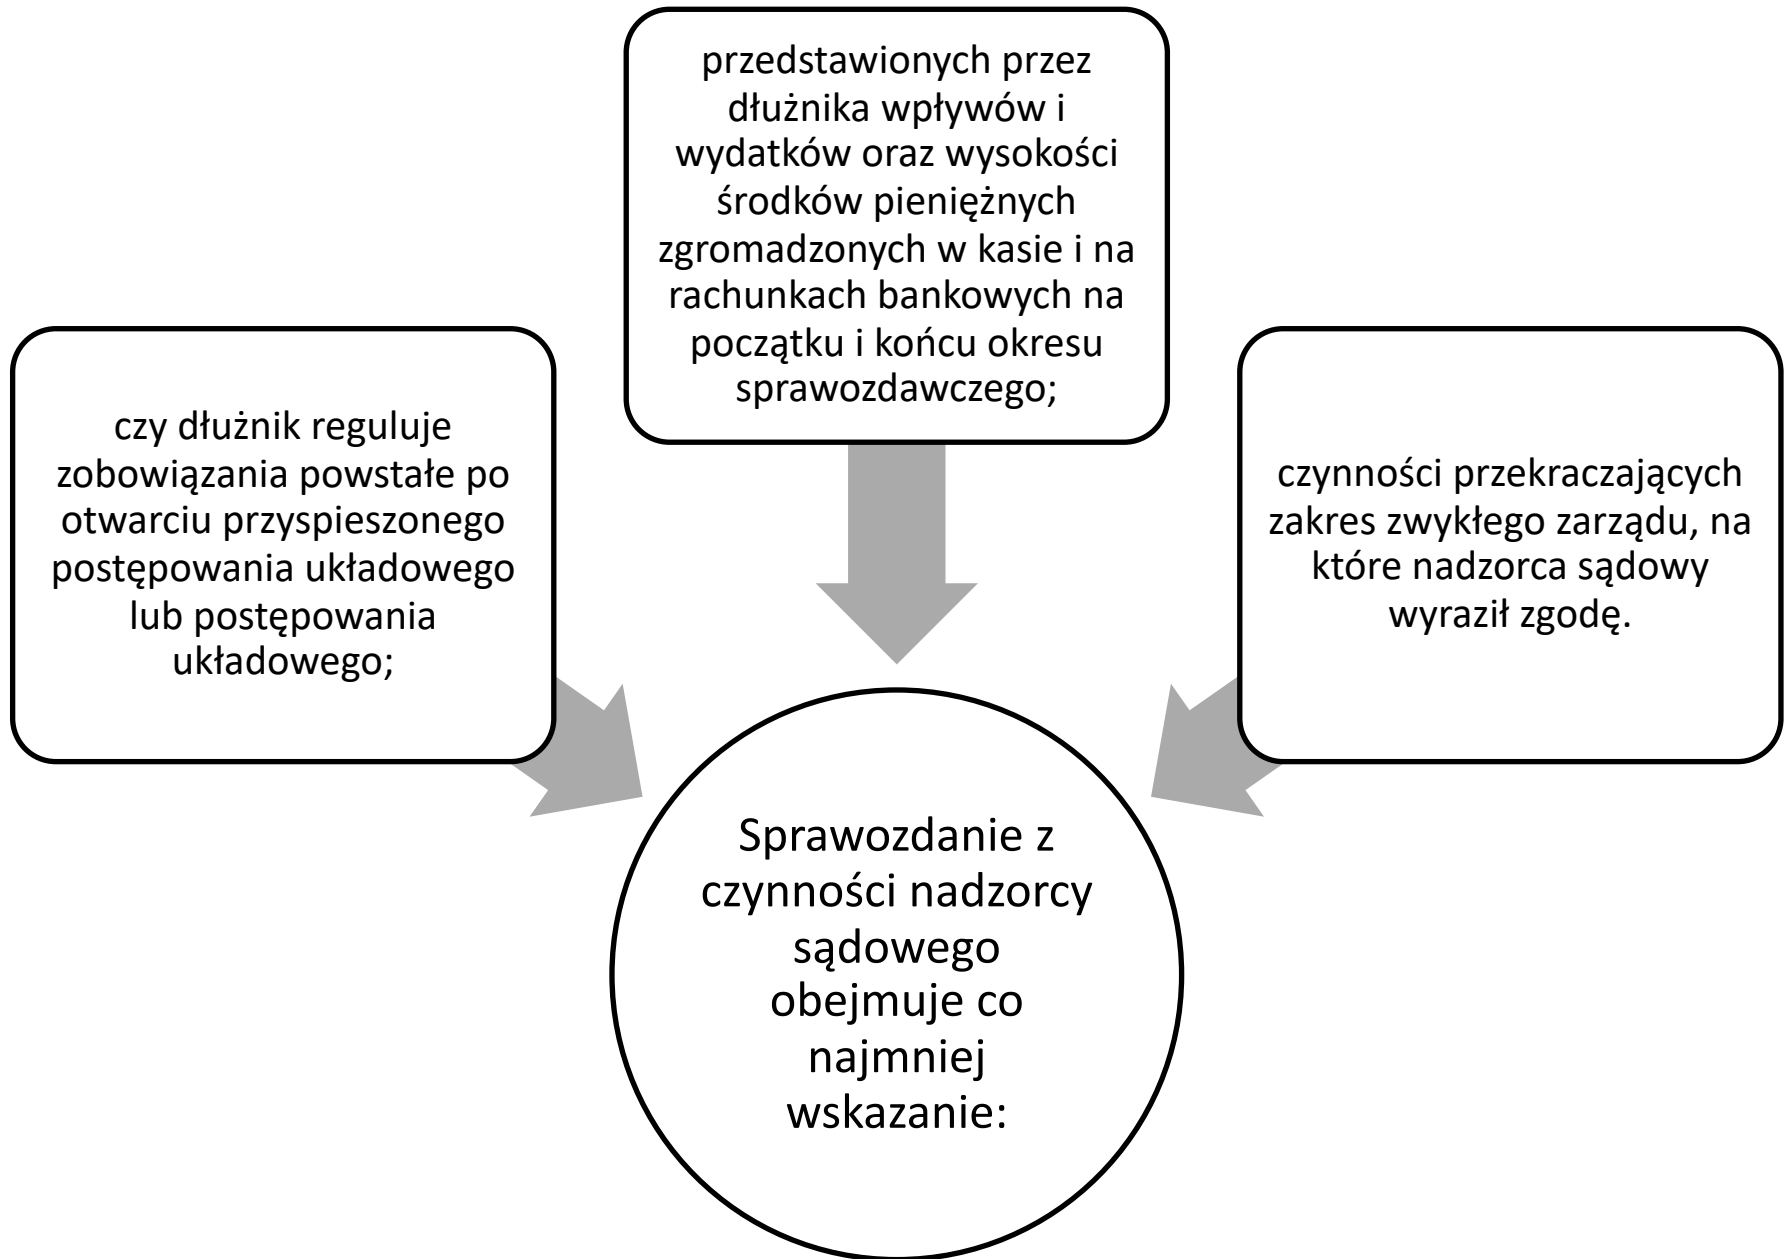 przedstawionych przez
dłużnika wpływów i
wydatków oraz wysokości
środków pieniężnych
zgromadzonych w kasie i na
rachunkach bankowych na
początku i końcu okresu
sprawozdawczego;
czy dłużnik reguluje
zobowiązania powstałe po
otwarciu przyspieszonego
postępowania układowego
lub postępowania
układowego;
czynności przekraczających
zakres zwykłego zarządu, na
które nadzorca sądowy
wyraził zgodę.
Sprawozdanie z
czynności nadzorcy
sądowego
obejmuje co
najmniej
wskazanie: